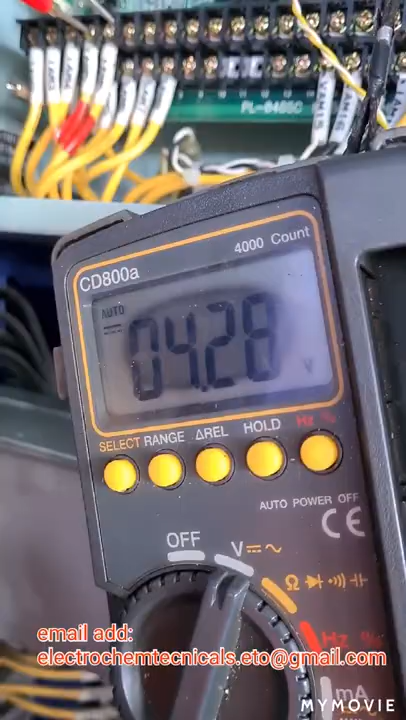 PL-848SC
CD800a
4000 Count
AUTO
04.28
V
SELECT RANGE ΔREL HOLD Hz %
AUTO POWER OFF
CE
OFF
V
Ω
Hz %
mA
email add:
electrochemtecnicals.eto@gmail.com
MYMOVIE